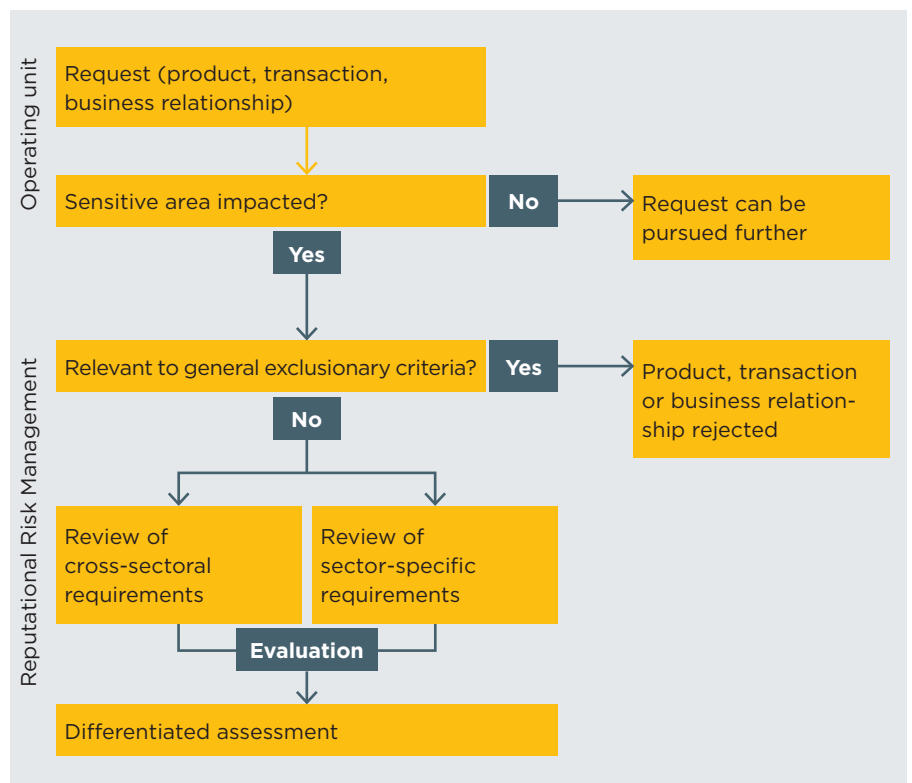 Operating unit
Request (product, transaction,
business relationship)
Sensitive area impacted?
No
Request can be
pursued further
Yes
Reputational Risk Management
Relevant to general exclusionary criteria?
Yes
Product, transaction
or business relation-
ship rejected
No
Review of
cross-sectoral
requirements
Review of
sector-specific
requirements
Evaluation
Differentiated assessment